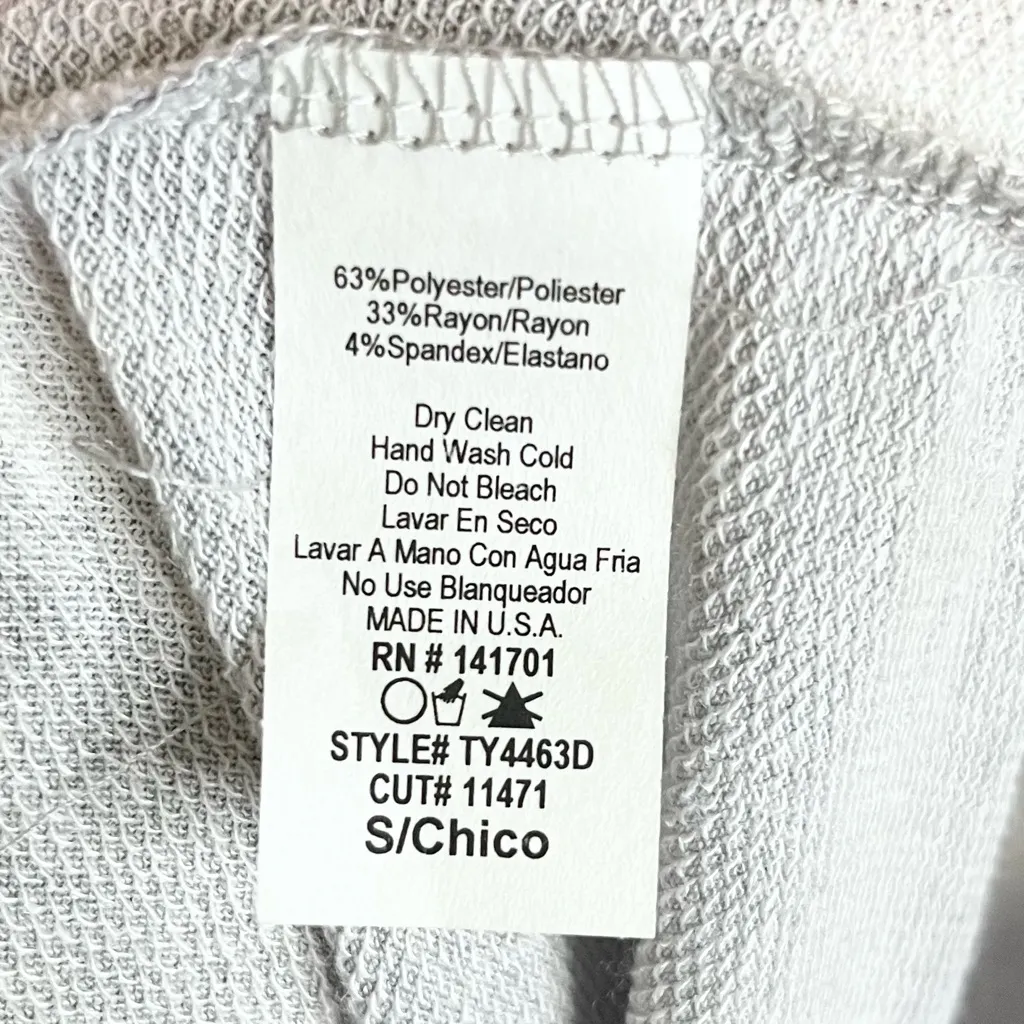 63%Polyester/Poliester
33%Rayon/Rayon
4%Spandex/Elastano
Dry Clean
Hand Wash Cold
Do Not Bleach
Lavar En Seco
Lavar A Mano Con Agua Fria
No Use Blanqueador
MADE IN U.S.A.
RN # 141701
STYLE# TY4463D
CUT# 11471
S/Chico